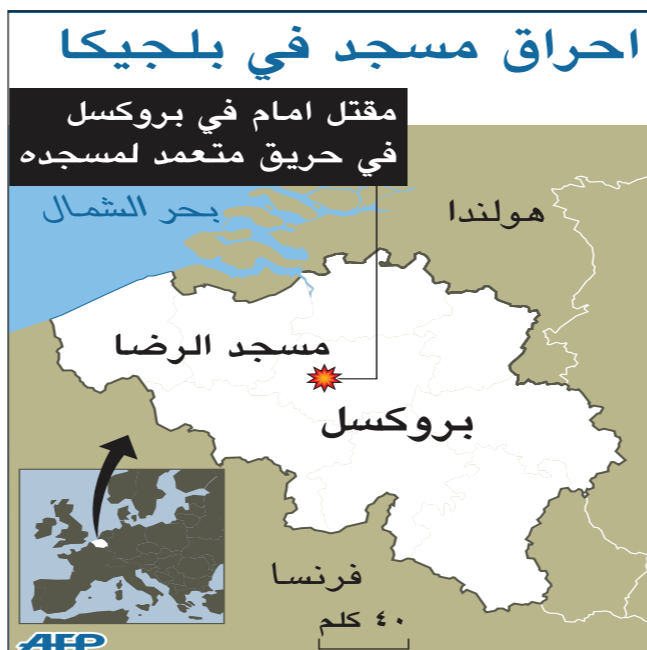 احراق مسجد في بلجيكا
مقتل امام في بروكسل
في حريق متعمد لمسجده
بحر الشمال
هولندا
مسجد الرضا
بروكسل
فرنسا
٤٠ كلم
AFP